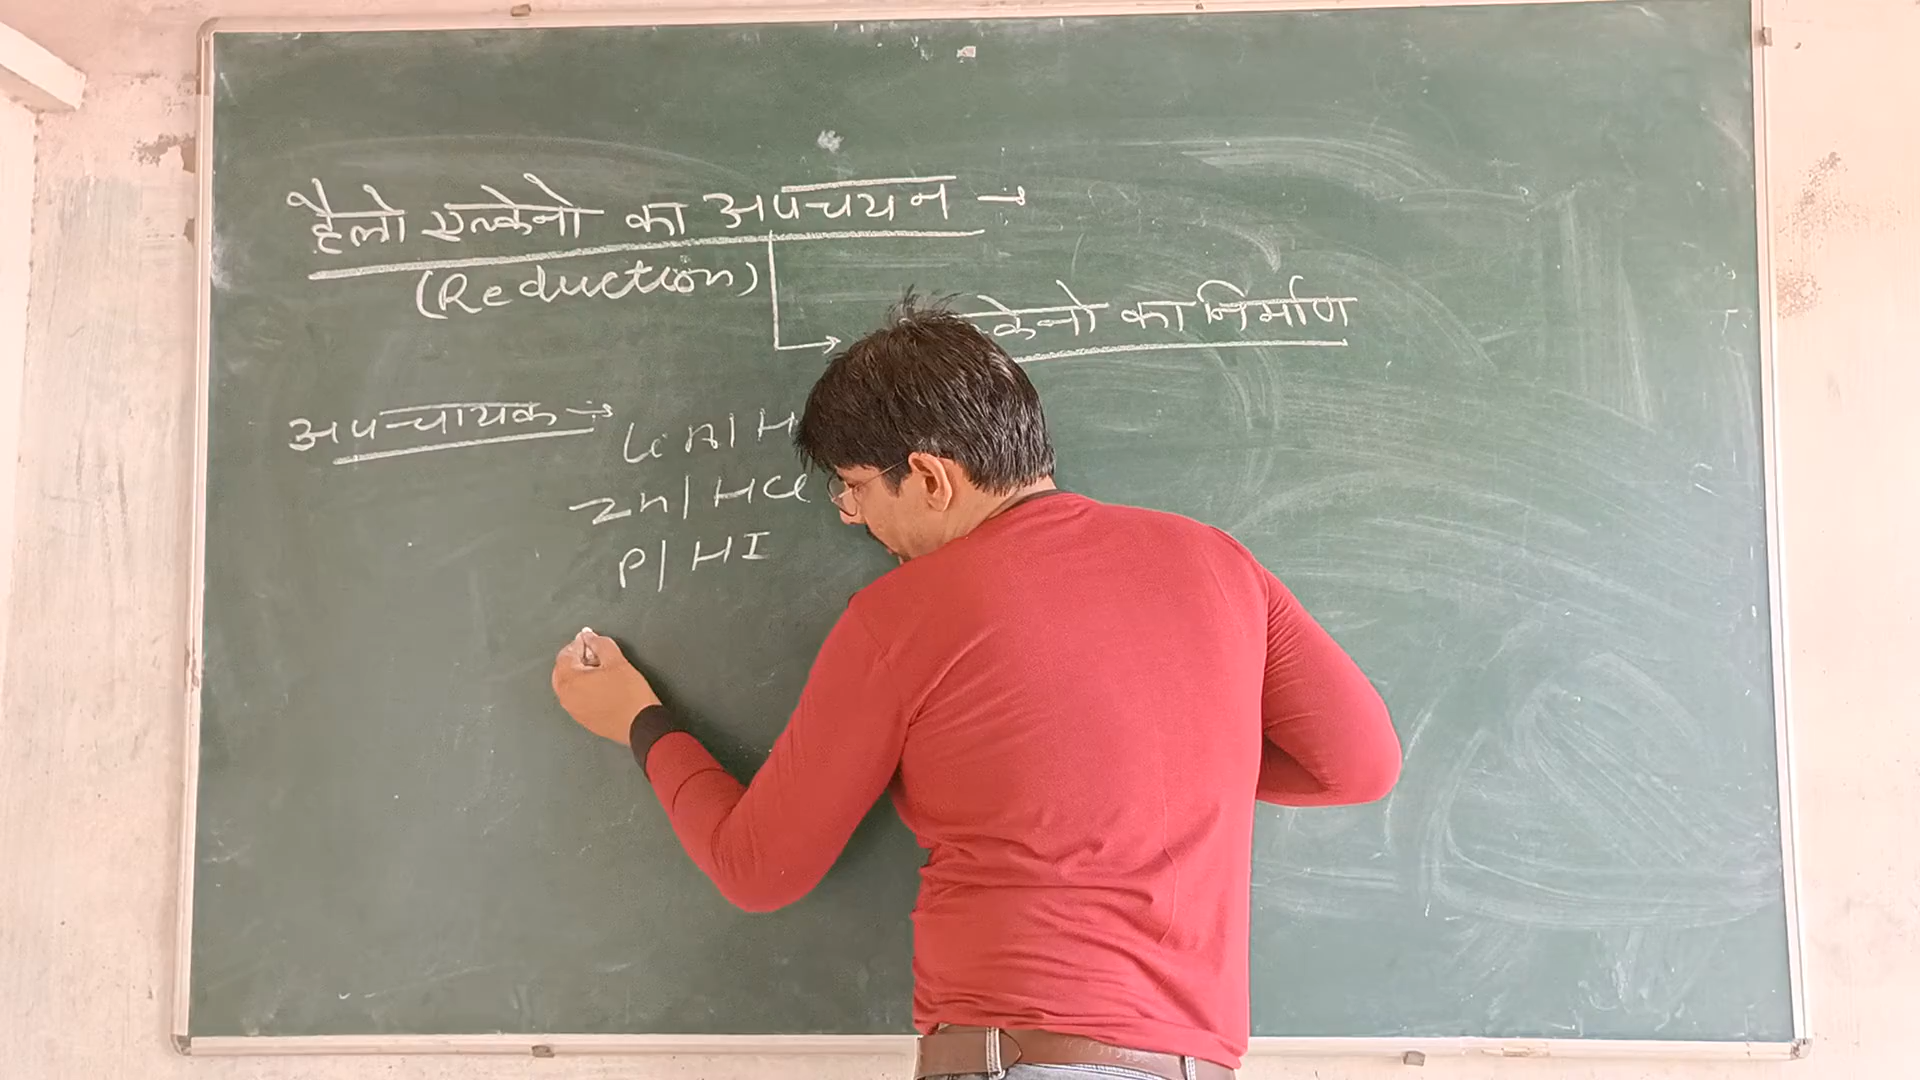 हैलो एल्केनो का अपचयन →
(Reduction)
का निर्माण
अपचायक →
Zn/HCl
P/HI